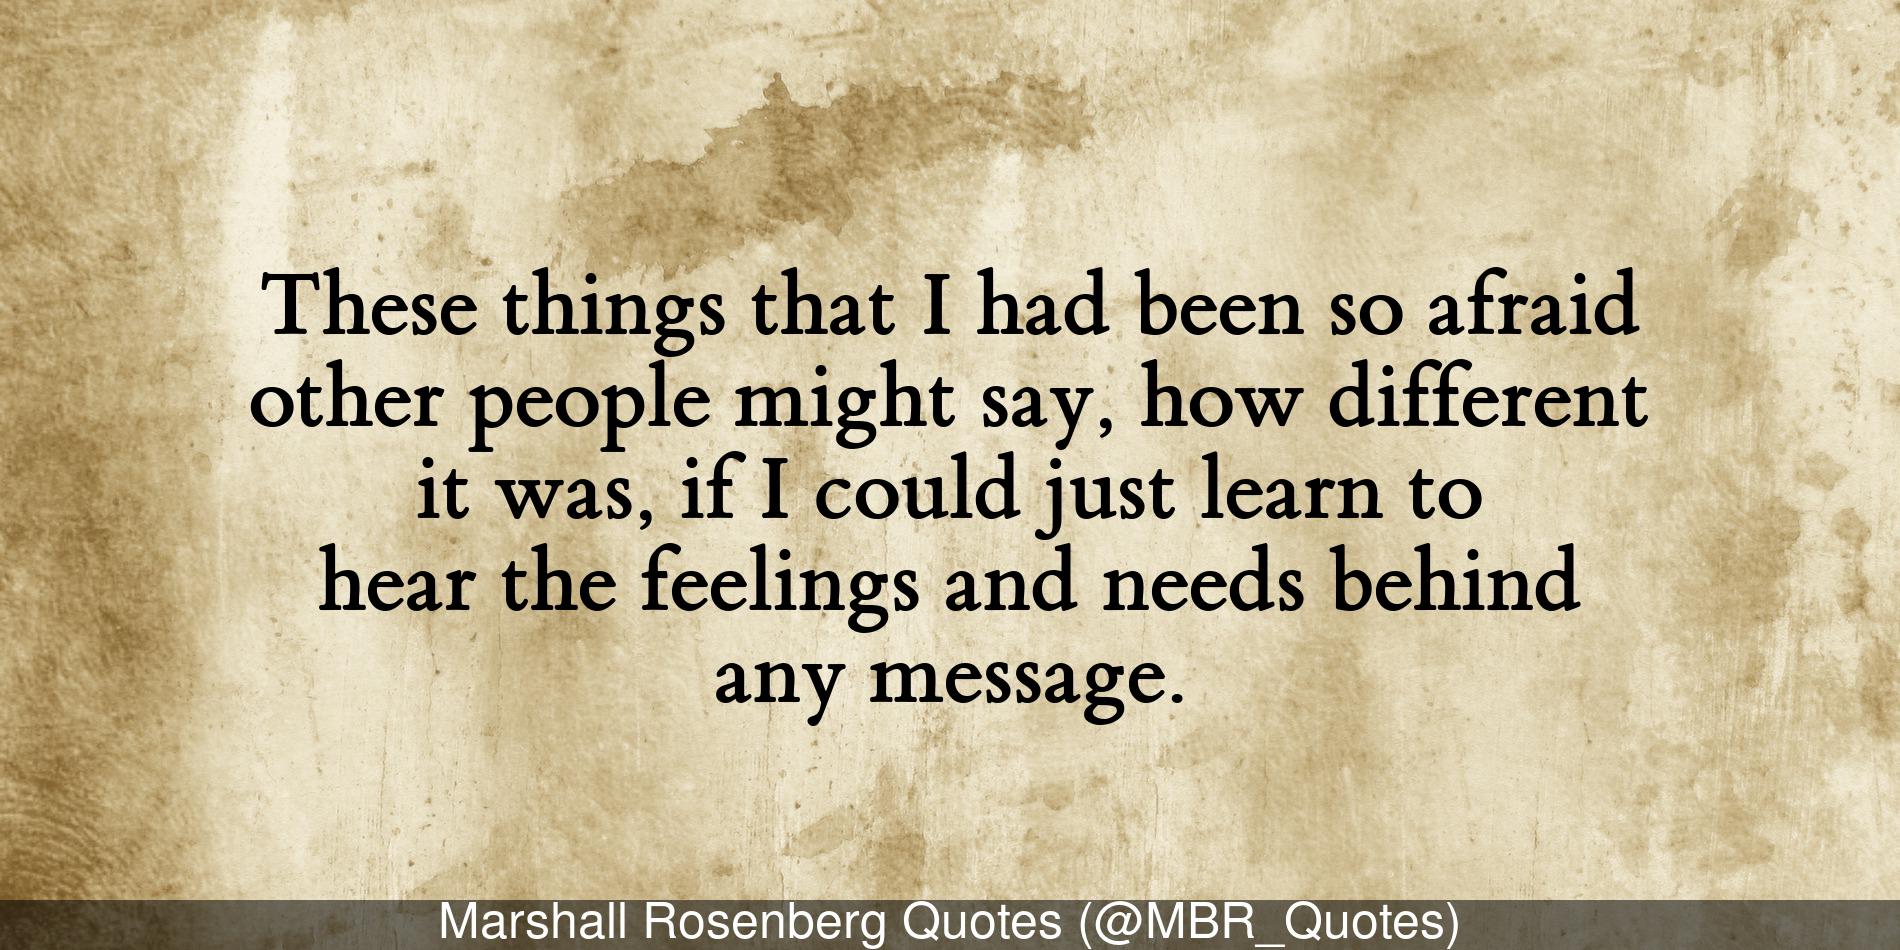 These things that I had been so afraid
other people might say, how different
it was, if I could just learn to
hear the feelings and needs behind
any message.
Marshall Rosenberg Quotes (@MBR_Quotes)